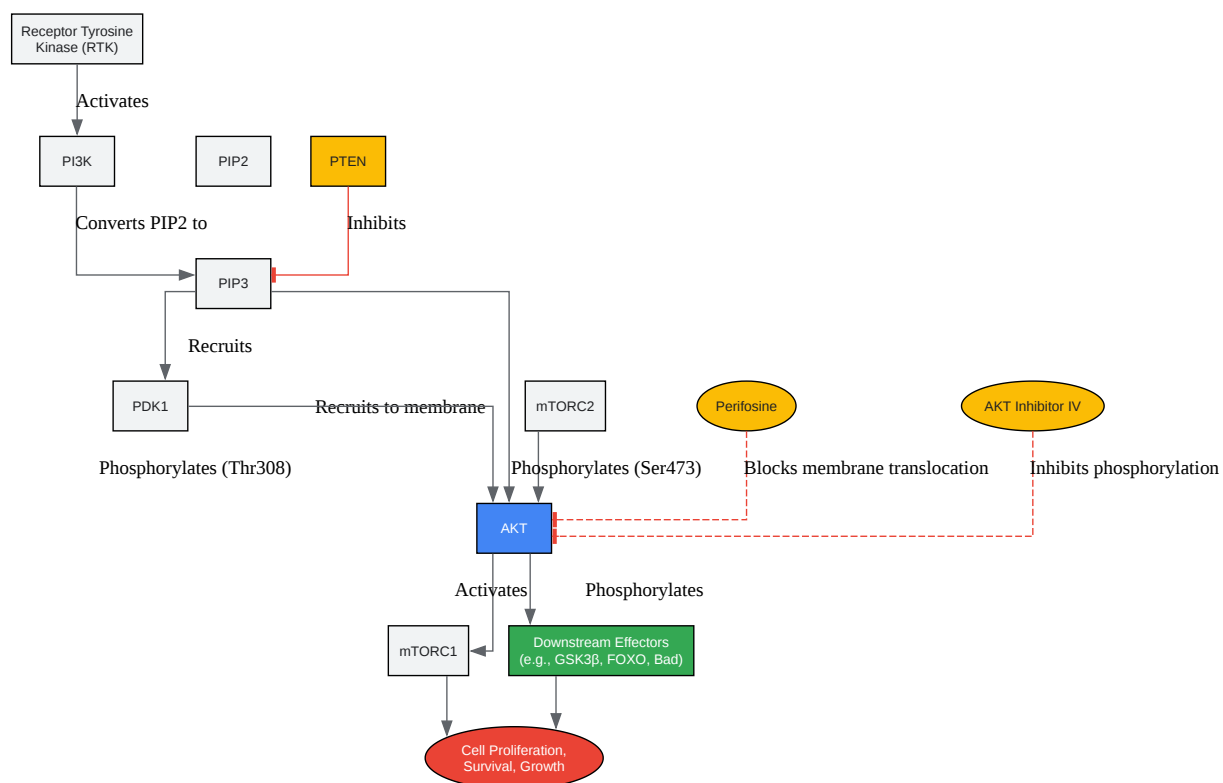 Receptor Tyrosine
Kinase (RTK)
Activates
PI3K
PIP2
PTEN
Converts PIP2 to
Inhibits
PIP3
Recruits
PDK1
Recruits to membrane
mTORC2
Perifosine
AKT Inhibitor IV
Phosphorylates (Thr308)
Phosphorylates (Ser473)
Blocks membrane translocation
Inhibits phosphorylation
AKT
Activates
Phosphorylates
mTORC1
Downstream Effectors
(e.g., GSK3β, FOXO, Bad)
Cell Proliferation,
Survival, Growth